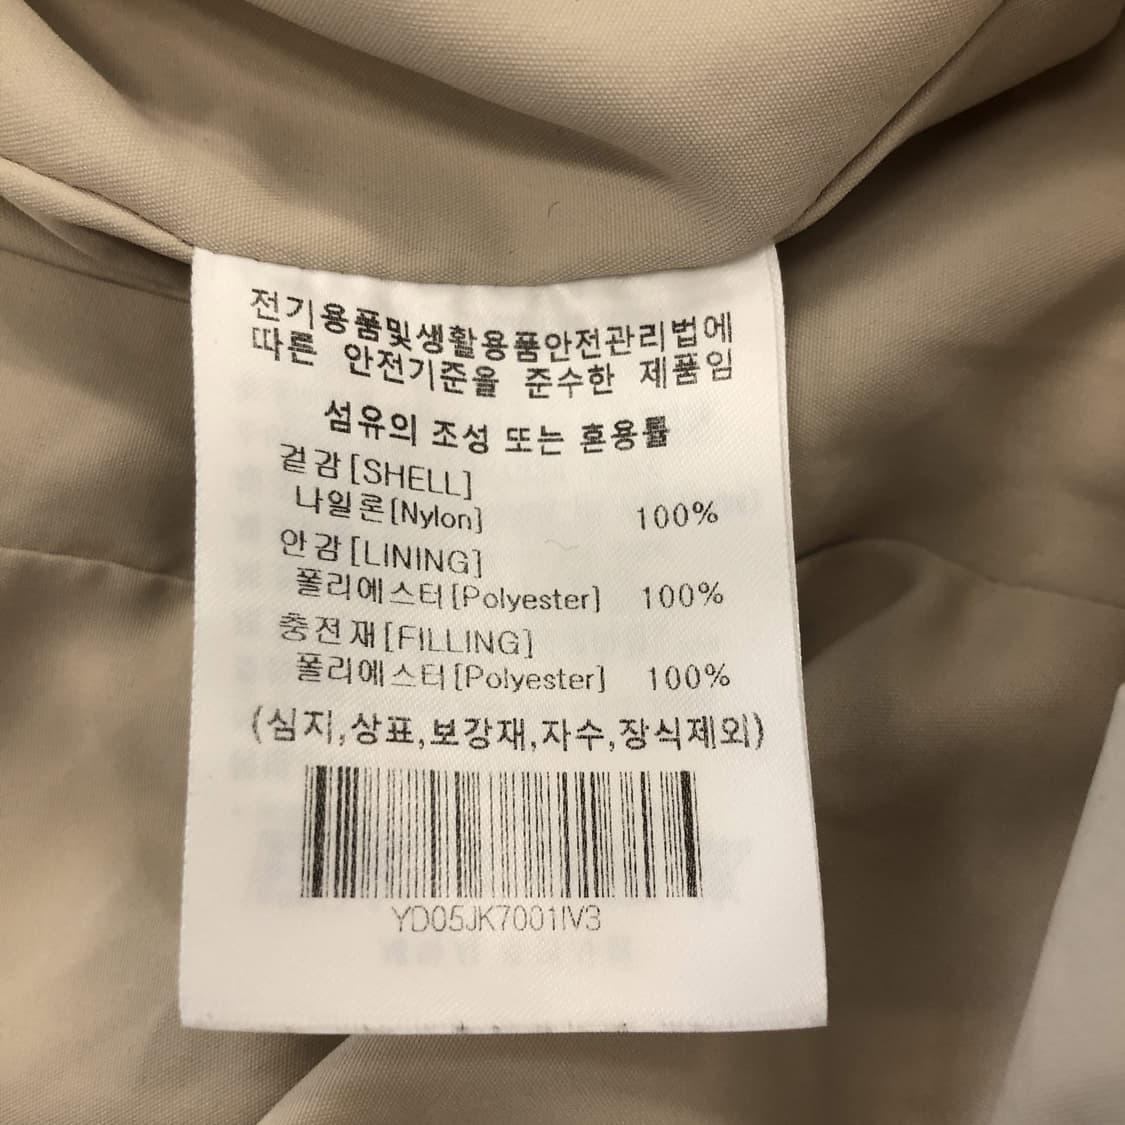 전기용품및생활용품안전관리법에
따른 안전기준을 준수한 제품임
섬유의 조성 또는 혼용률
겉감[SHELL]
나일론[Nylon] 100%
안감[LINING]
폴리에스터[Polyester] 100%
충전재[FILLING]
폴리에스터[Polyester] 100%
(심지,상표,보강재,자수,장식제외)
YD05JK7001IV3